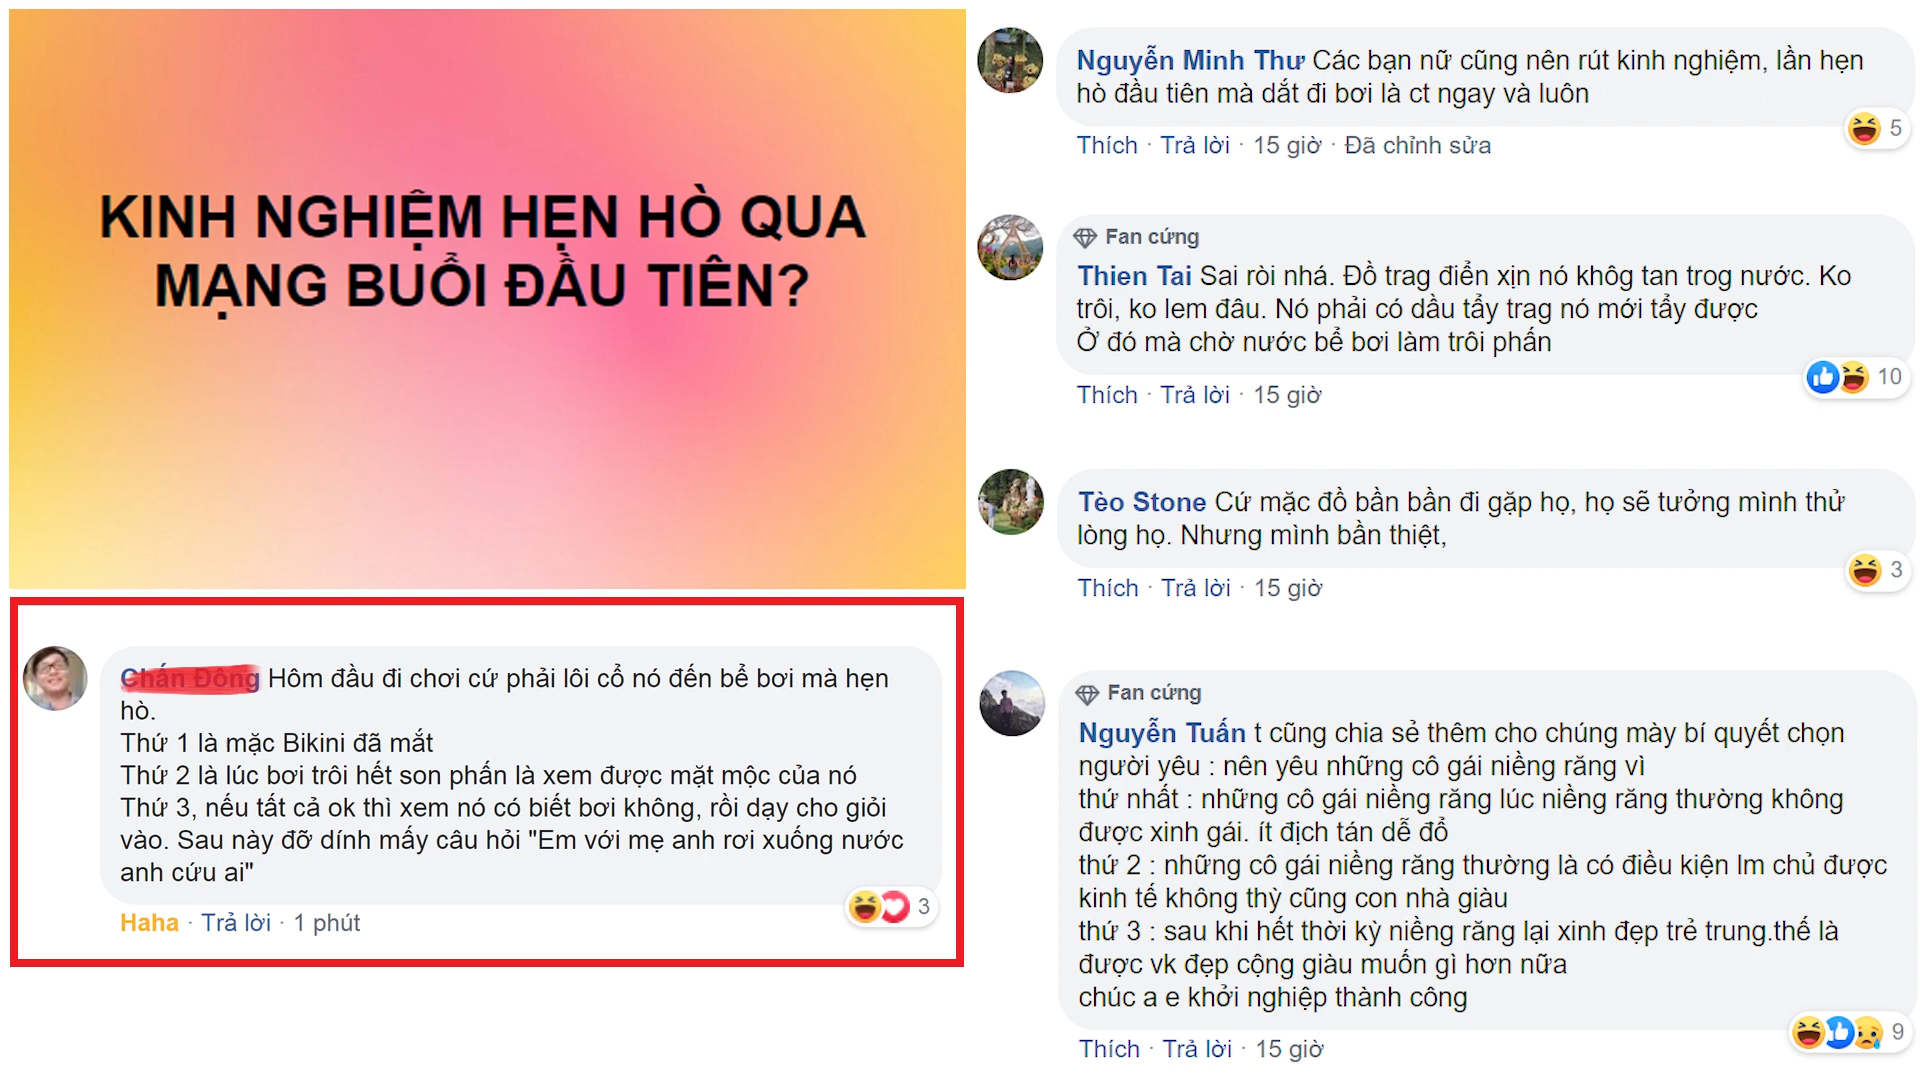 KINH NGHIỆM HẸN HÒ QUA
MẠNG BUỔI ĐẦU TIÊN?
Chấn Đông Hôm đầu đi chơi cứ phải lôi cổ nó đến bể bơi mà hẹn
hò.
Thứ 1 là mặc Bikini đã mắt
Thứ 2 là lúc bơi trôi hết son phấn là xem được mặt mộc của nó
Thứ 3, nếu tất cả ok thì xem nó có biết bơi không, rồi dạy cho giỏi
vào. Sau này đỡ dính mấy câu hỏi "Em với mẹ anh rơi xuống nước
anh cứu ai"
3
Haha · Trả lời · 1 phút
Nguyễn Minh Thư Các bạn nữ cũng nên rút kinh nghiệm, lần hẹn
hò đầu tiên mà dắt đi bơi là ct ngay và luôn
5
Thích · Trả lời · 15 giờ · Đã chỉnh sửa
Fan cứng
Thien Tai Sai ròi nhá. Đồ trag điển xịn nó khôg tan trog nước. Ko
trôi, ko lem đâu. Nó phải có dầu tẩy trag nó mới tẩy được
Ở đó mà chờ nước bể bơi làm trôi phấn
10
Thích · Trả lời · 15 giờ
Tèo Stone Cứ mặc đồ bần bần đi gặp họ, họ sẽ tưởng mình thử
lòng họ. Nhưng mình bần thiệt,
3
Thích · Trả lời · 15 giờ
Fan cứng
Nguyễn Tuấn t cũng chia sẻ thêm cho chúng mày bí quyết chọn
người yêu : nên yêu những cô gái niềng răng vì
thứ nhất : những cô gái niềng răng lúc niềng răng thường không
được xinh gái. ít địch tán dễ đổ
thứ 2 : những cô gái niềng răng thường là có điều kiện lm chủ được
kinh tế không thỳ cũng con nhà giàu
thứ 3 : sau khi hết thời kỳ niềng răng lại xinh đẹp trẻ trung.thế là
được vk đẹp cộng giàu muốn gì hơn nữa
chúc a e khởi nghiệp thành công
9
Thích · Trả lời · 15 giờ